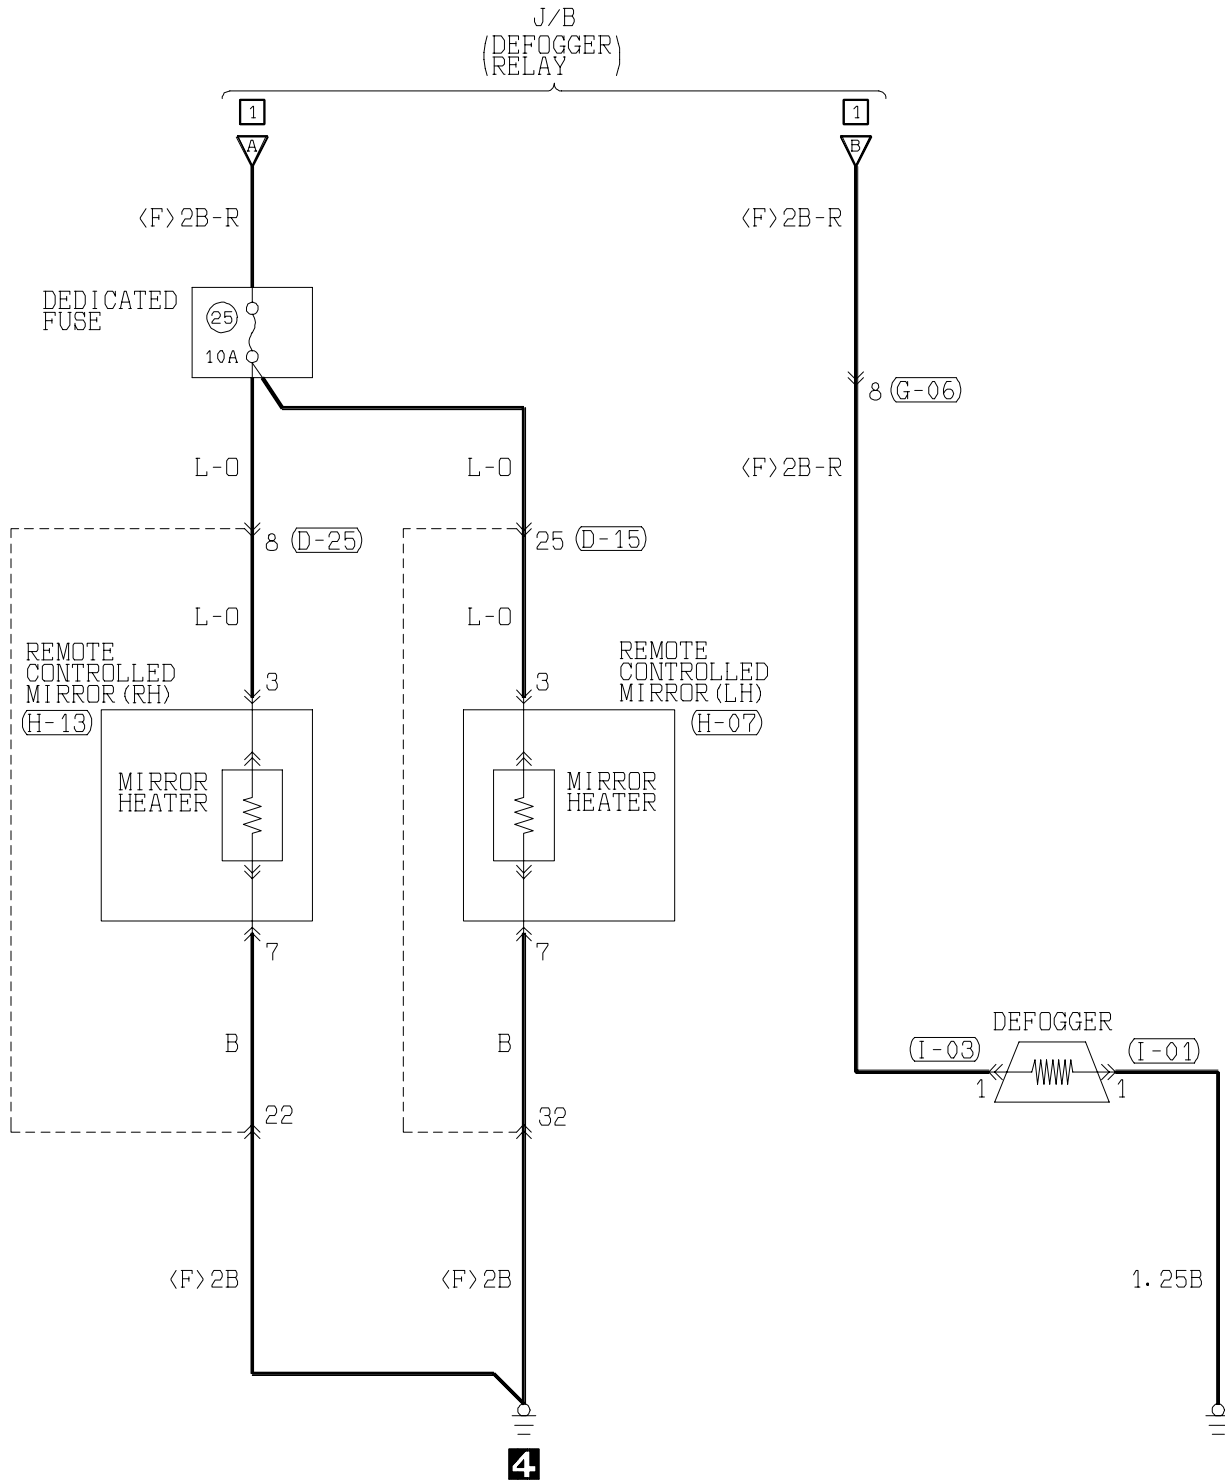 J/B
(DEFOGGER
RELAY)
1
1
A
B
<F>2B-R
<F>2B-R
DEDICATED
FUSE
25
10A
8 (G-06)
L-O
L-O
<F>2B-R
8 (D-25)
25 (D-15)
L-O
L-O
REMOTE
CONTROLLED
MIRROR(RH)
(H-13)
3
3
REMOTE
CONTROLLED
MIRROR(LH)
(H-07)
MIRROR
HEATER
MIRROR
HEATER
7
7
DEFOGGER
B
B
(I-03)
(I-01)
1
1
22
32
<F>2B
<F>2B
1.25B
4